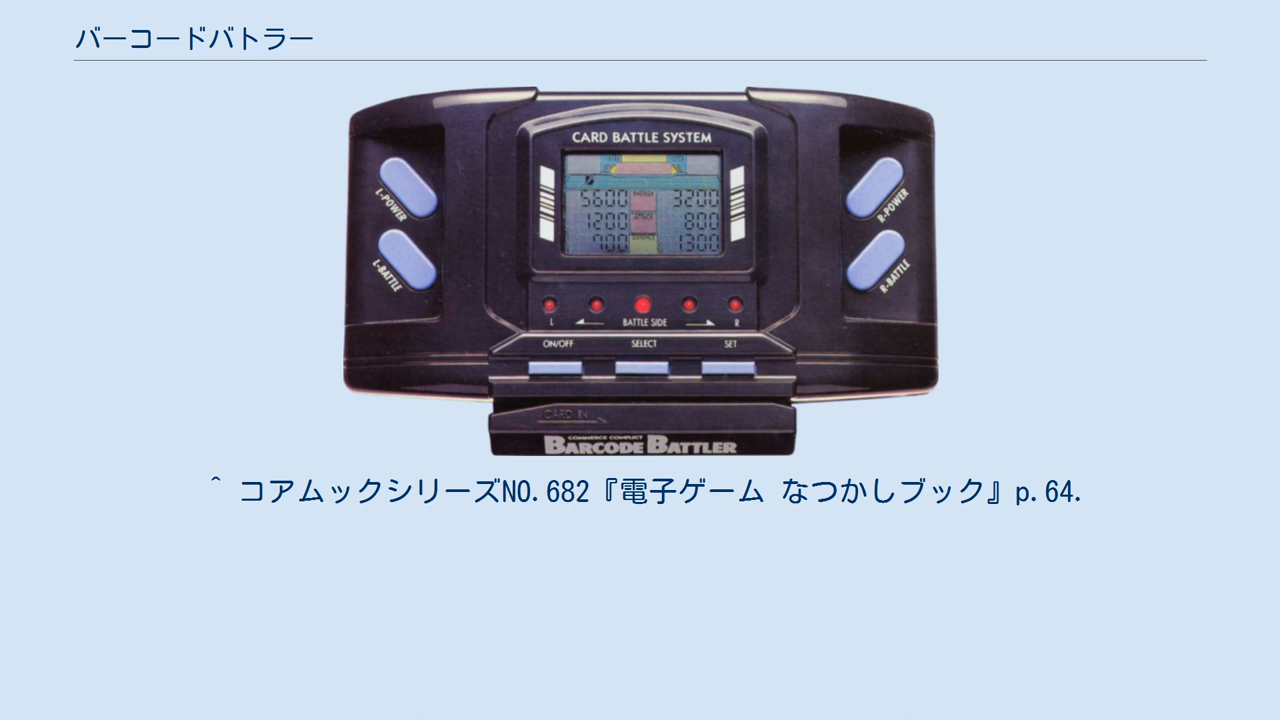 バーコードバトラー
CARD BATTLE SYSTEM
5600 ENERGY 3200
1200 800
700 1300
L-POWER
R-POWER
L-BATTLE
R-BATTLE
L BATTLE SIDE R
ON/OFF SELECT SET
CARD IN
COMMERCE CONFLICT
BARCODE BATTLER
^ コアムックシリーズNO.682『電子ゲーム なつかしブック』p.64.